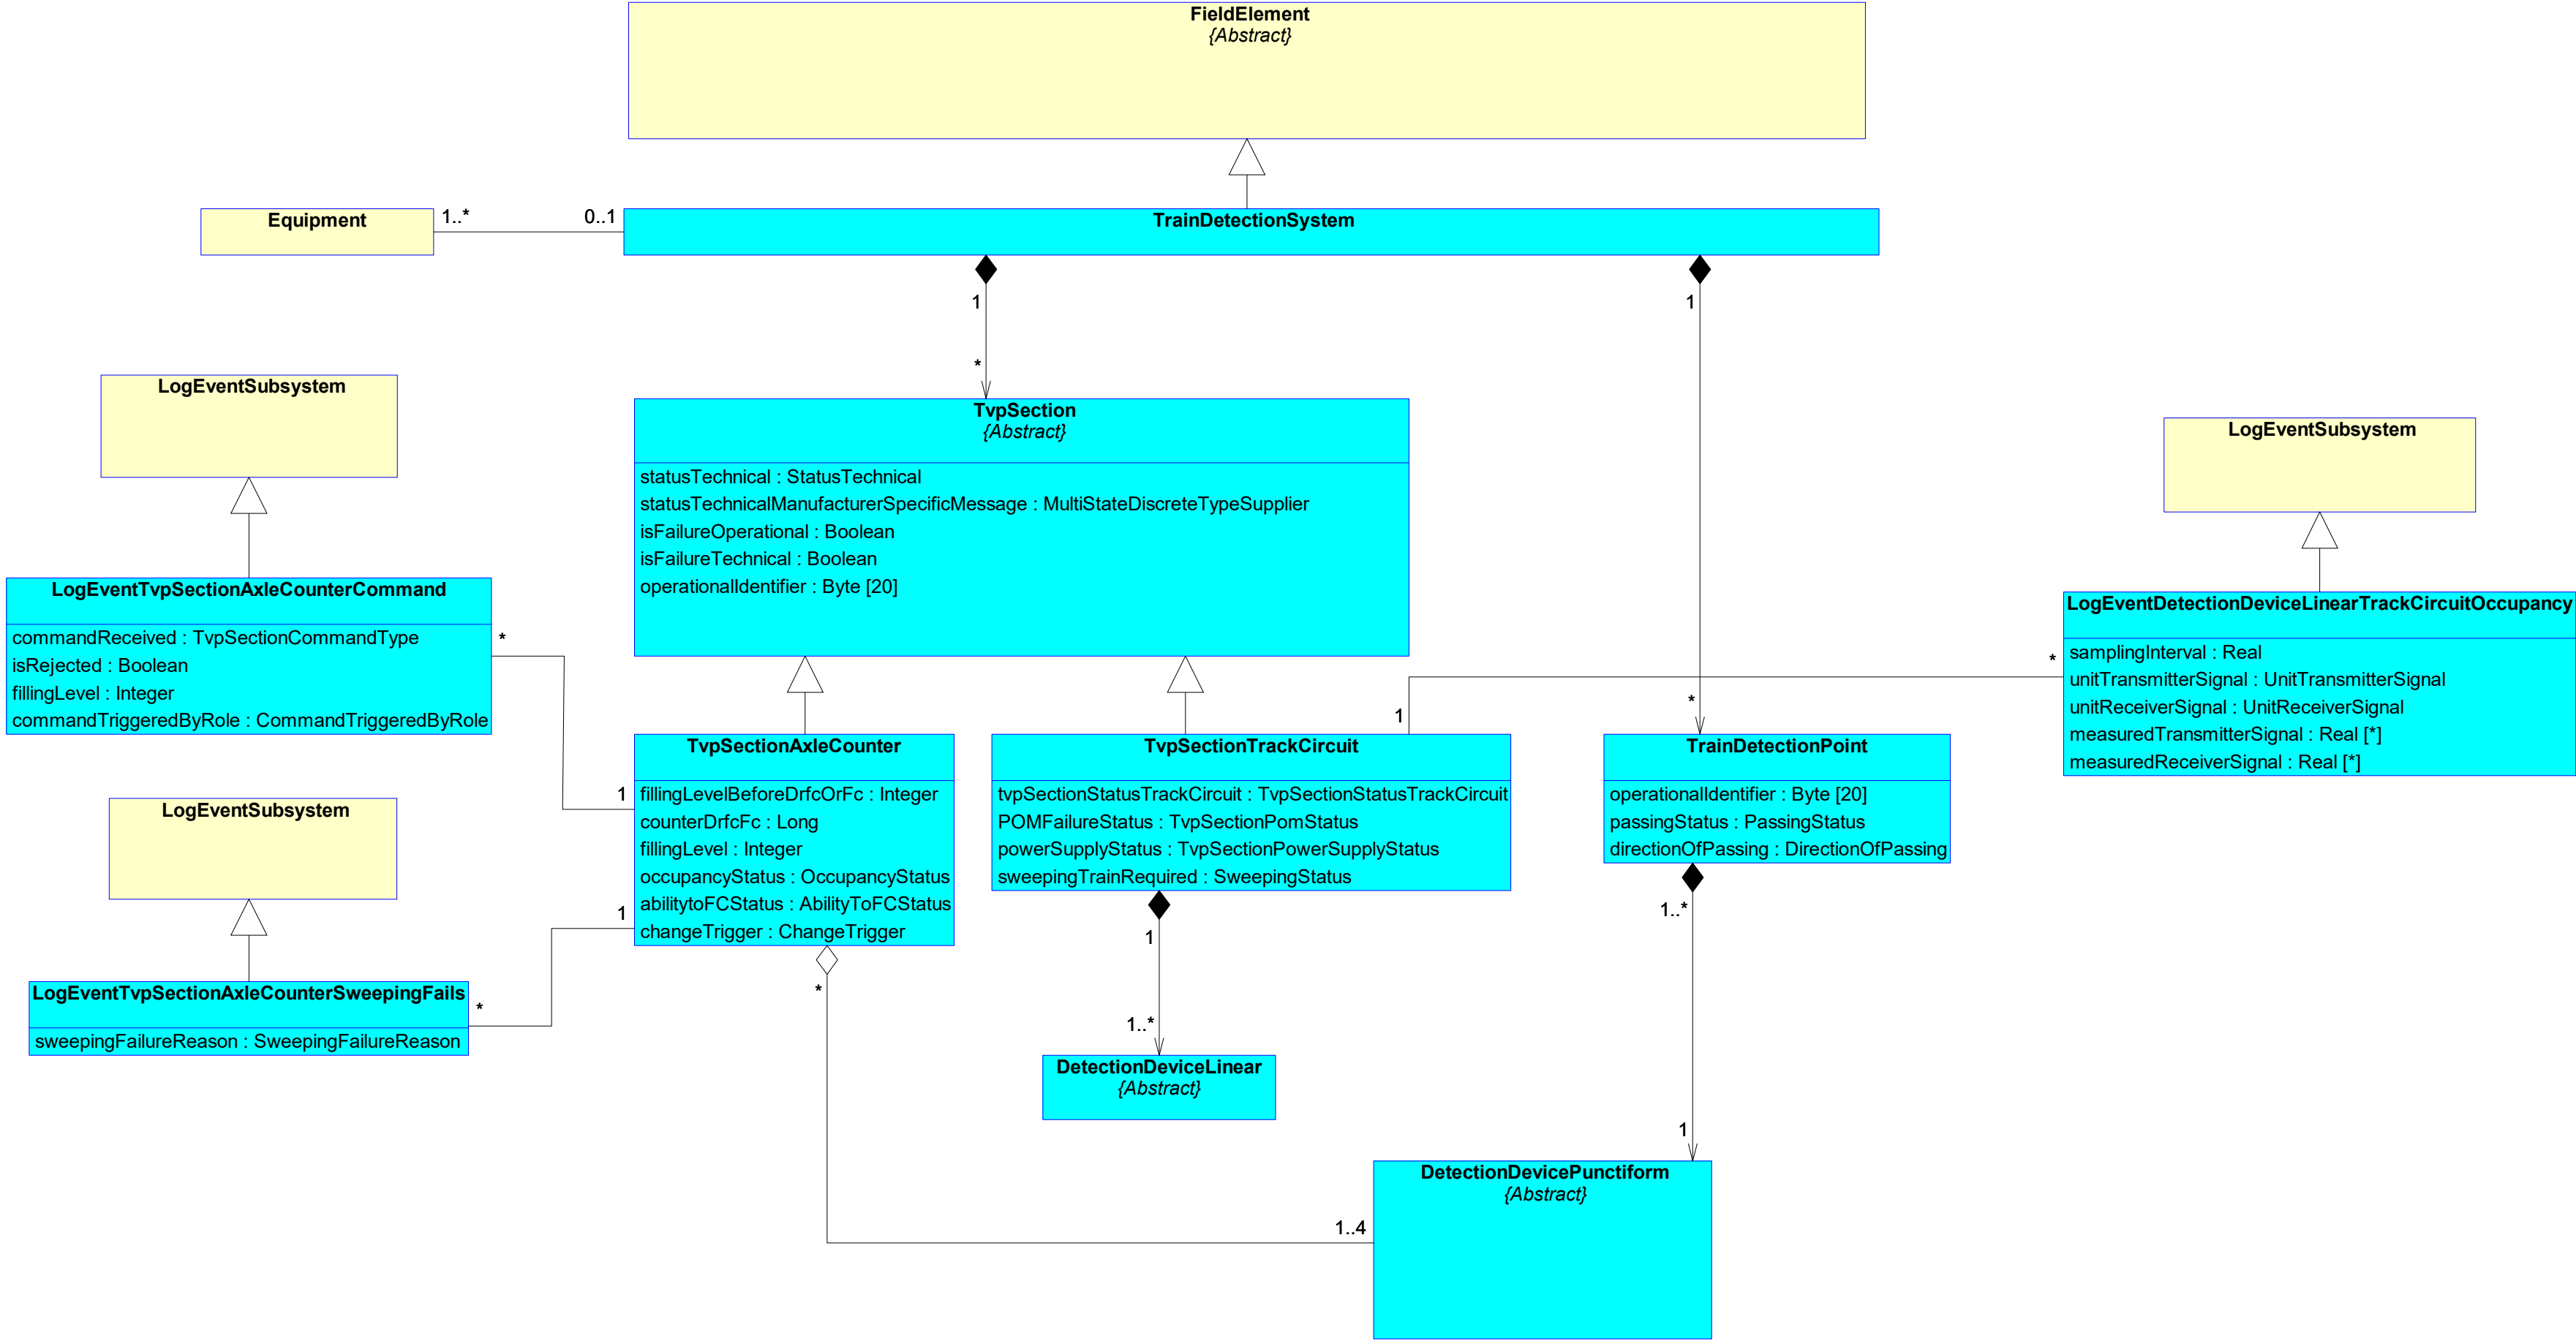 FieldElement
{Abstract}
Equipment
1..*
0..1
TrainDetectionSystem
1
*
1
*
LogEventSubsystem
TvpSection
{Abstract}
statusTechnical : StatusTechnical
statusTechnicalManufacturerSpecificMessage : MultiStateDiscreteTypeSupplier
isFailureOperational : Boolean
isFailureTechnical : Boolean
operationalIdentifier : Byte [20]
LogEventSubsystem
LogEventTvpSectionAxleCounterCommand
commandReceived : TvpSectionCommandType
isRejected : Boolean
fillingLevel : Integer
commandTriggeredByRole : CommandTriggeredByRole
*
1
LogEventDetectionDeviceLinearTrackCircuitOccupancy
samplingInterval : Real
unitTransmitterSignal : UnitTransmitterSignal
unitReceiverSignal : UnitReceiverSignal
measuredTransmitterSignal : Real [*]
measuredReceiverSignal : Real [*]
*
1
TvpSectionAxleCounter
fillingLevelBeforeDrfcOrFc : Integer
counterDrfcFc : Long
fillingLevel : Integer
occupancyStatus : OccupancyStatus
abilitytoFCStatus : AbilityToFCStatus
changeTrigger : ChangeTrigger
TvpSectionTrackCircuit
tvpSectionStatusTrackCircuit : TvpSectionStatusTrackCircuit
POMFailureStatus : TvpSectionPomStatus
powerSupplyStatus : TvpSectionPowerSupplyStatus
sweepingTrainRequired : SweepingStatus
TrainDetectionPoint
operationalIdentifier : Byte [20]
passingStatus : PassingStatus
directionOfPassing : DirectionOfPassing
LogEventSubsystem
1
LogEventTvpSectionAxleCounterSweepingFails
sweepingFailureReason : SweepingFailureReason
*
*
1
1..*
1..*
1
DetectionDeviceLinear
{Abstract}
DetectionDevicePunctiform
{Abstract}
1..4